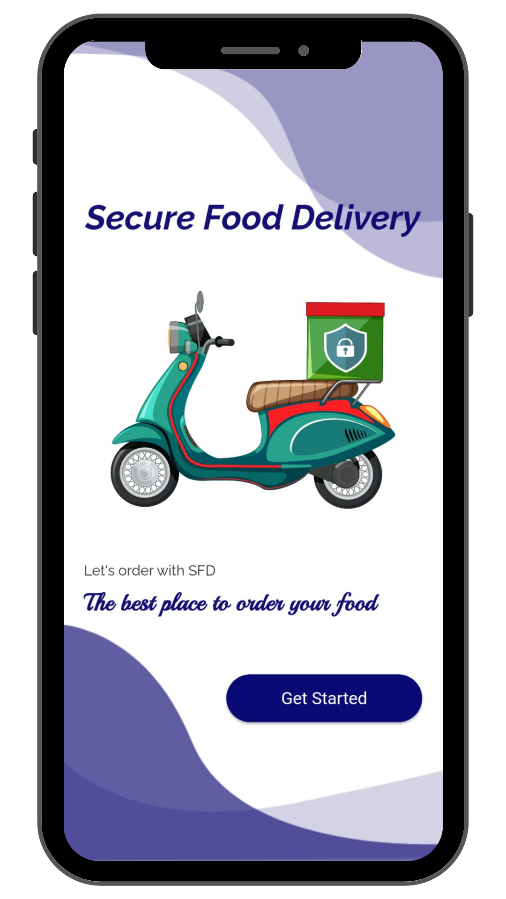 Secure Food Delivery
Let's order with SFD
The best place to order your food
Get Started